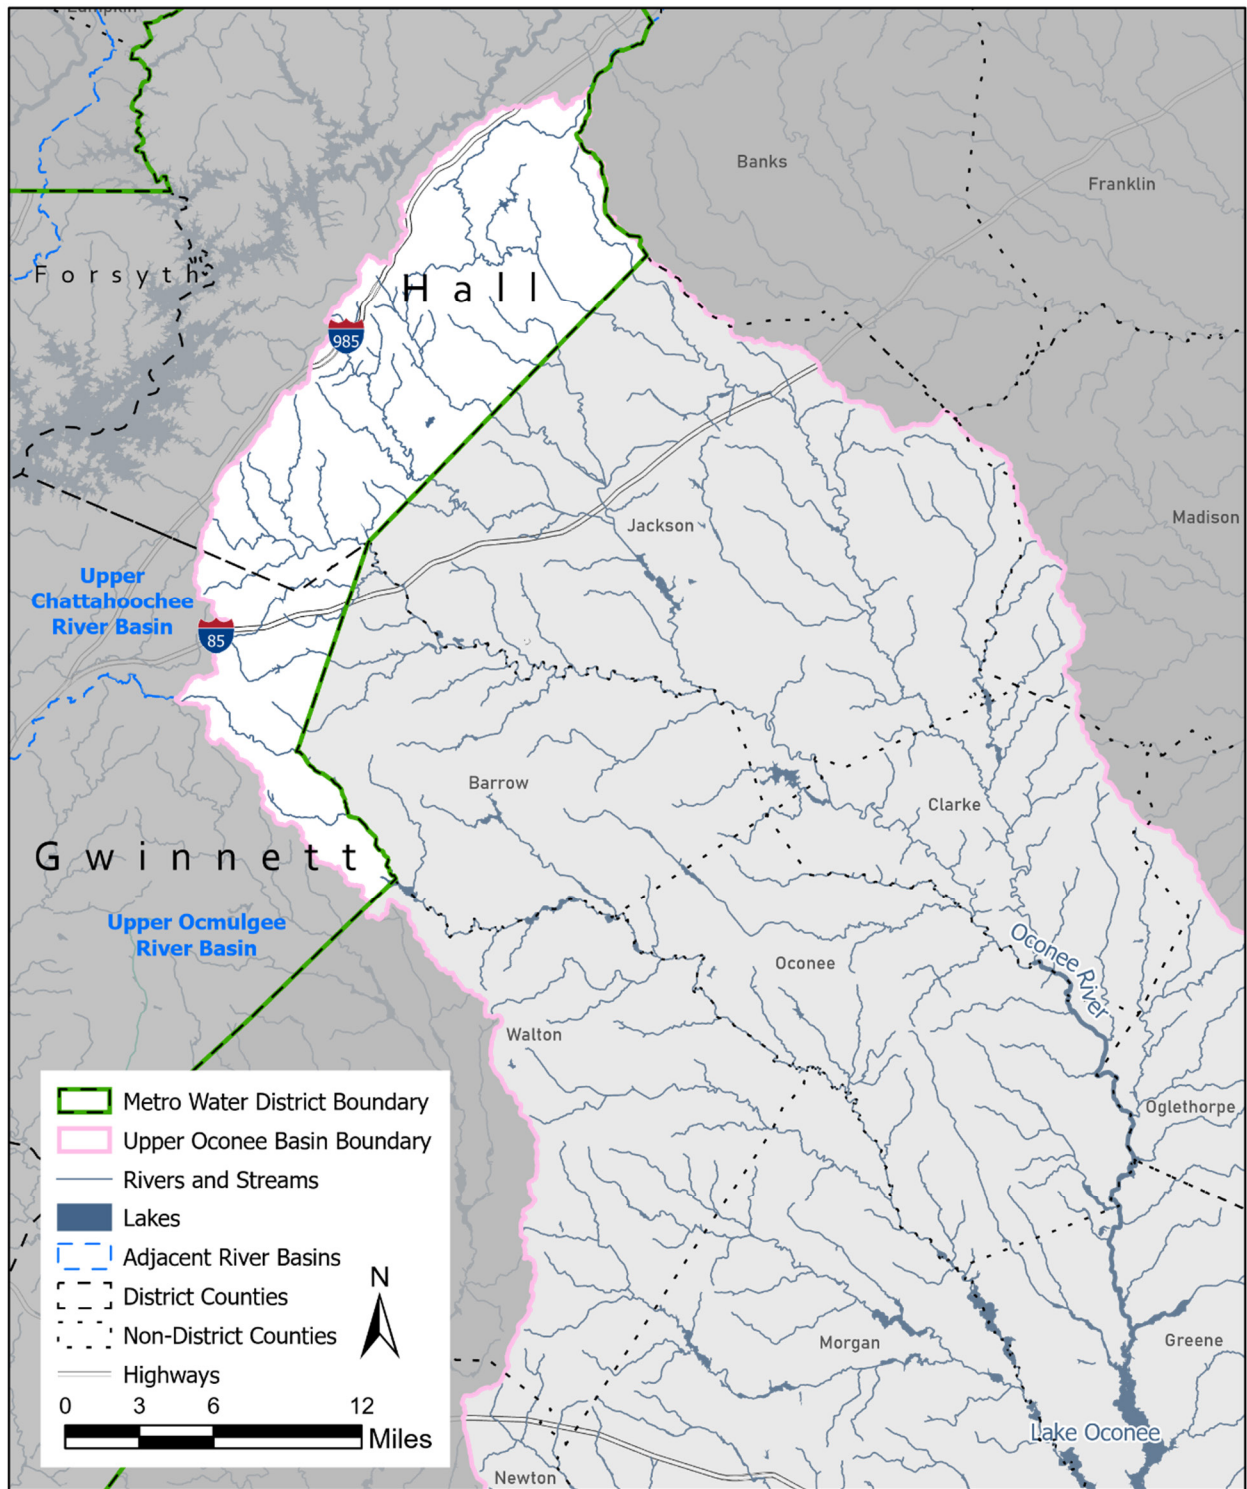 Lumpkin
Banks
Franklin
Forsyth
Hall
985
Jackson
Madison
Upper
Chattahoochee
River Basin
85
Barrow
Clarke
Gwinnett
Upper Ocmulgee
River Basin
Oconee River
Oconee
Walton
Oglethorpe
Metro Water District Boundary
Upper Oconee Basin Boundary
Rivers and Streams
Lakes
Adjacent River Basins
District Counties
Non-District Counties
Highways
N
0 3 6 12
Miles
Morgan
Greene
Lake Oconee
Newton